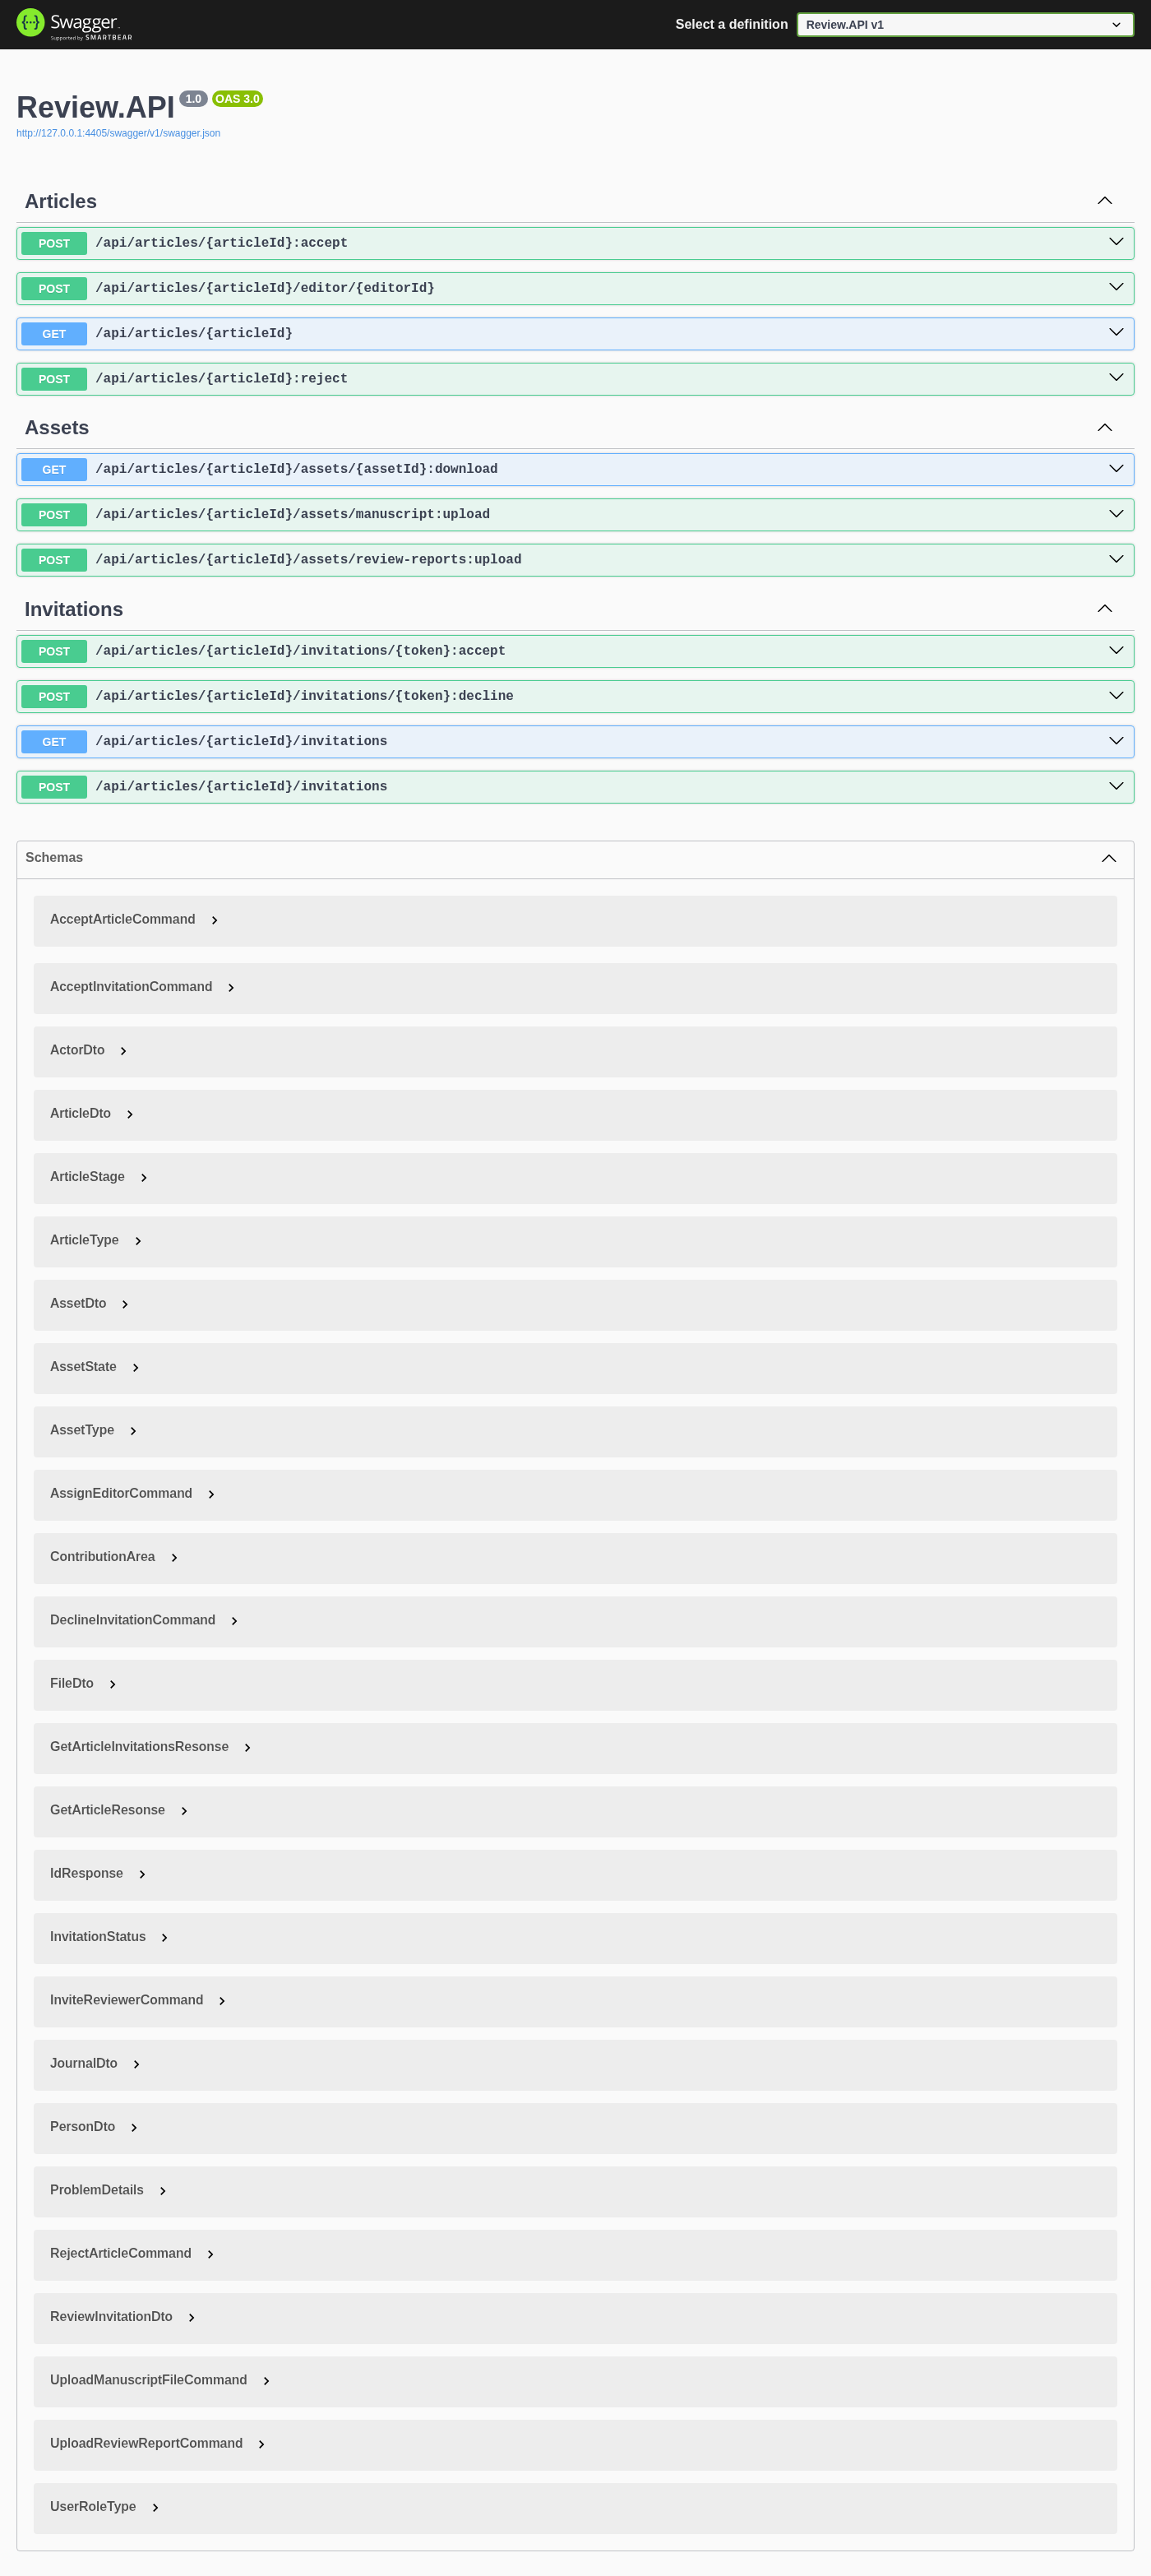 Swagger.
Supported by SMARTBEAR
Select a definition
Review.API v1
Review.API 1.0 OAS 3.0
http://127.0.0.1:4405/swagger/v1/swagger.json
Articles
POST /api/articles/{articleId}:accept
POST /api/articles/{articleId}/editor/{editorId}
GET /api/articles/{articleId}
POST /api/articles/{articleId}:reject
Assets
GET /api/articles/{articleId}/assets/{assetId}:download
POST /api/articles/{articleId}/assets/manuscript:upload
POST /api/articles/{articleId}/assets/review-reports:upload
Invitations
POST /api/articles/{articleId}/invitations/{token}:accept
POST /api/articles/{articleId}/invitations/{token}:decline
GET /api/articles/{articleId}/invitations
POST /api/articles/{articleId}/invitations
Schemas
AcceptArticleCommand
AcceptInvitationCommand
ActorDto
ArticleDto
ArticleStage
ArticleType
AssetDto
AssetState
AssetType
AssignEditorCommand
ContributionArea
DeclineInvitationCommand
FileDto
GetArticleInvitationsResonse
GetArticleResonse
IdResponse
InvitationStatus
InviteReviewerCommand
JournalDto
PersonDto
ProblemDetails
RejectArticleCommand
ReviewInvitationDto
UploadManuscriptFileCommand
UploadReviewReportCommand
UserRoleType